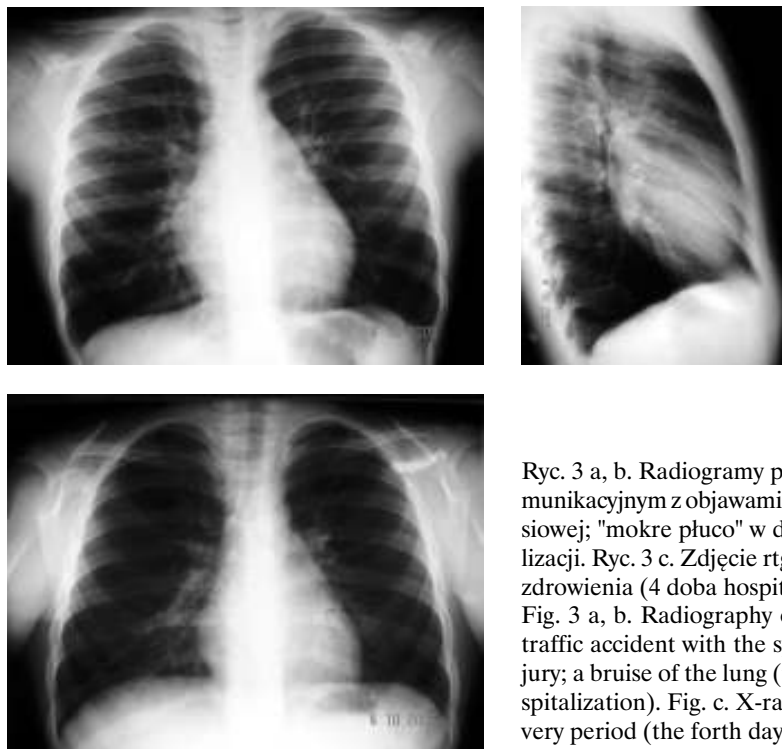 Ryc. 3 a, b. Radiogramy p
munikacyjnym z objawami
siowej; "mokre płuco" w d
lizacji. Ryc. 3 c. Zdjęcie rtg
zdrowienia (4 doba hospit
Fig. 3 a, b. Radiography
traffic accident with the s
jury; a bruise of the lung (
spitalization). Fig. c. X-ra
very period (the forth day